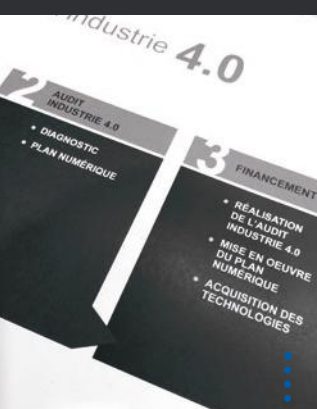 industrie 4.0
2
AUDIT
INDUSTRIE 4.0
• DIAGNOSTIC
• PLAN NUMÉRIQUE
3
FINANCEMENT
• RÉALISATION
DE L'AUDIT
INDUSTRIE 4.0
• MISE EN OEUVRE
DU PLAN
NUMÉRIQUE
• ACQUISITION DES
TECHNOLOGIES